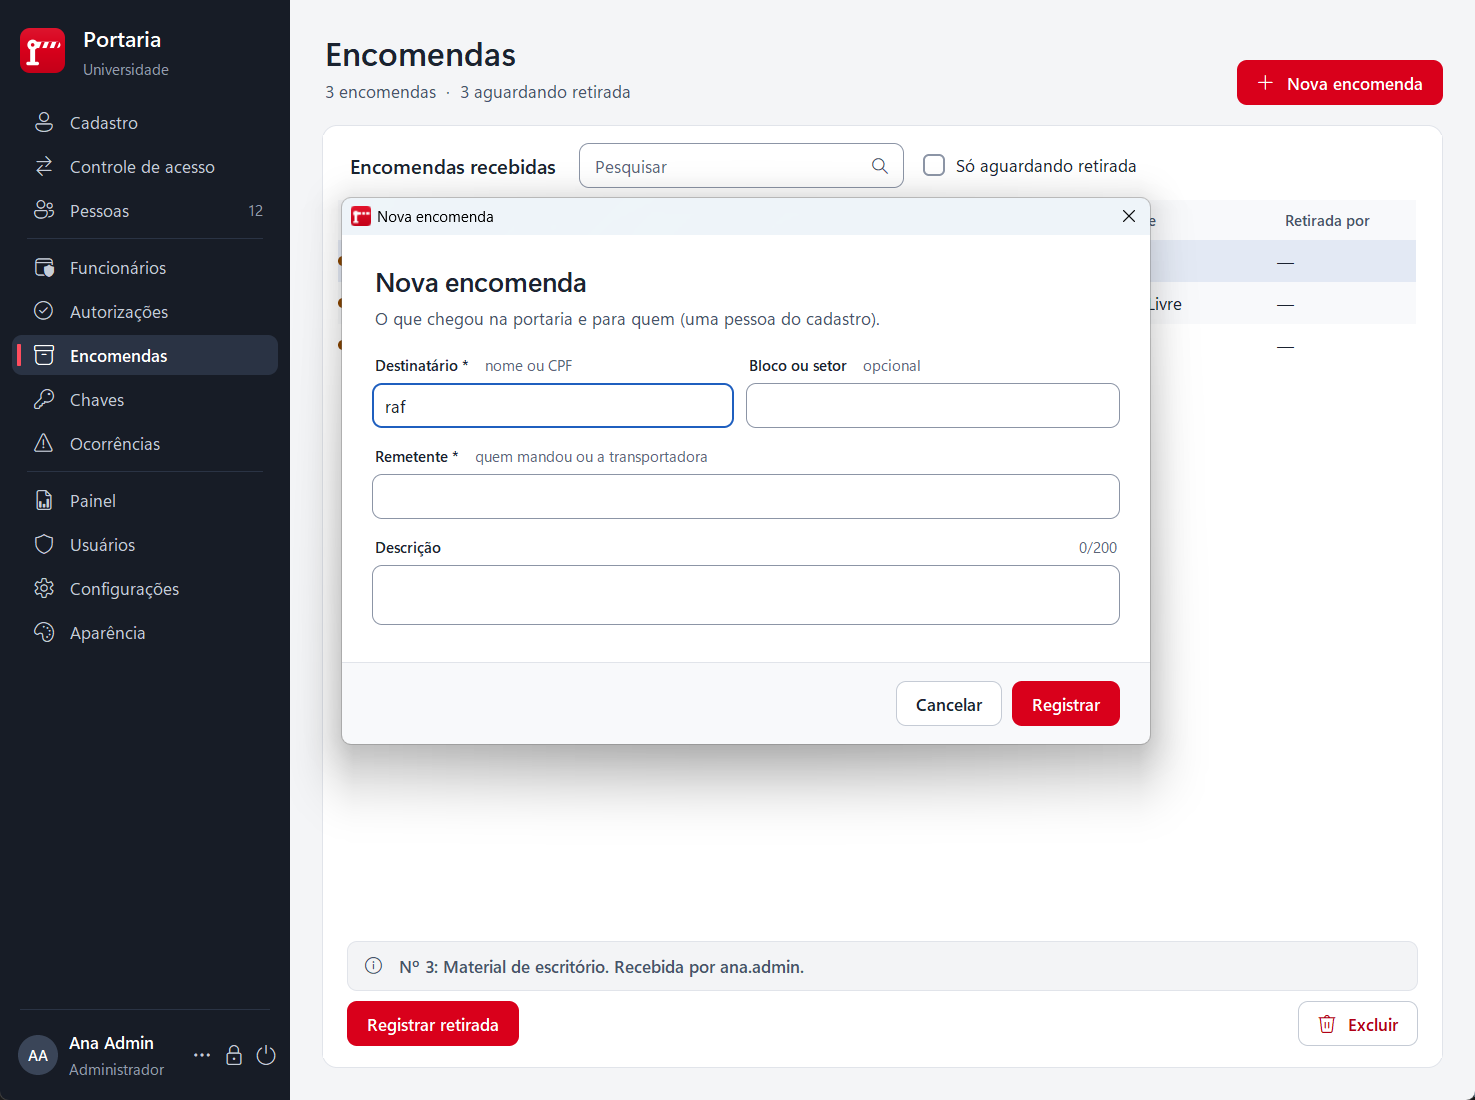 Portaria
Universidade
Cadastro
Controle de acesso
Pessoas 12
Funcionários
Autorizações
Encomendas
Chaves
Ocorrências
Painel
Usuários
Configurações
Aparência
AA
Ana Admin
Administrador
Encomendas
3 encomendas · 3 aguardando retirada
Nova encomenda
Encomendas recebidas
Pesquisar
Só aguardando retirada
Retirada por
—
Livre —
—
Nova encomenda
Nova encomenda
O que chegou na portaria e para quem (uma pessoa do cadastro).
Destinatário * nome ou CPF
Bloco ou setor opcional
raf
Remetente * quem mandou ou a transportadora
Descrição 0/200
Cancelar
Registrar
Nº 3: Material de escritório. Recebida por ana.admin.
Registrar retirada
Excluir